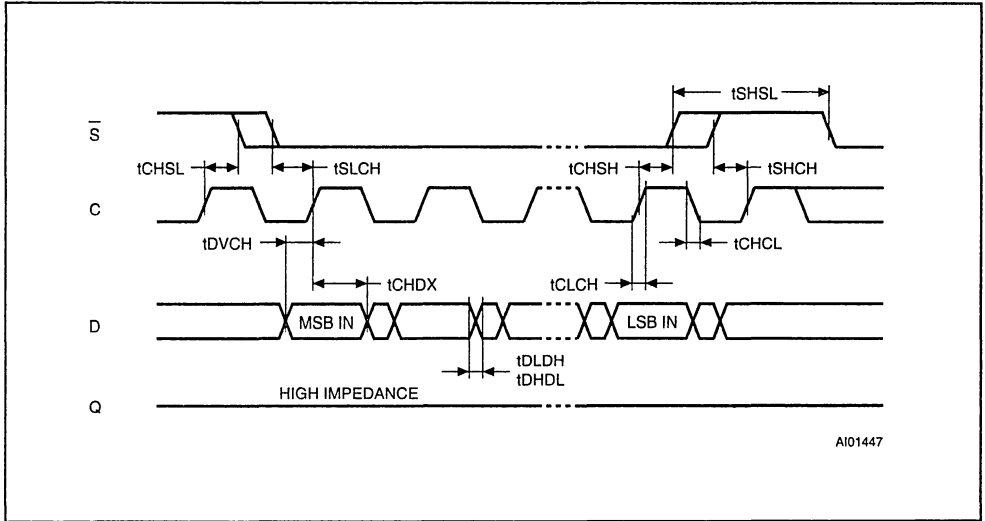 tSHSL
S̅
tCHSL
tSLCH
tCHSH
tSHCH
C
tDVCH
tCHCL
tCHDX
tCLCH
D
MSB IN
LSB IN
tDLDH
tDHDL
HIGH IMPEDANCE
Q
AI01447